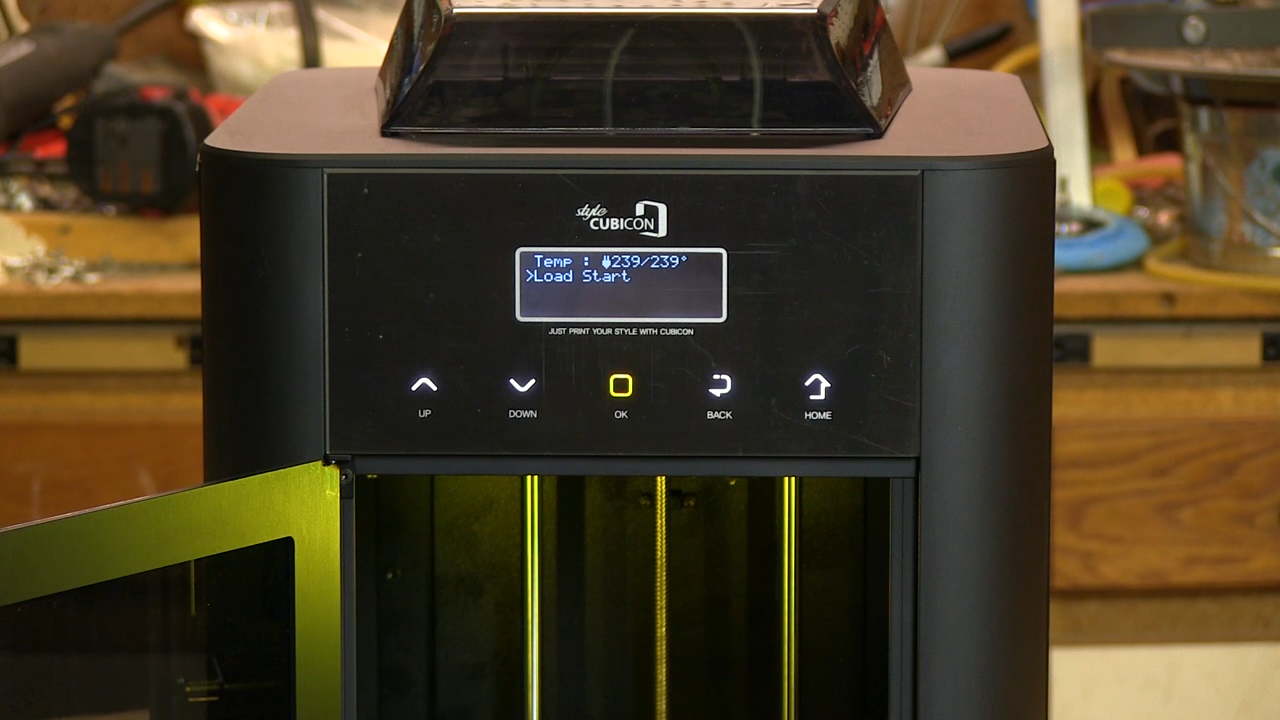 style
CUBICON
Temp : 239/239°
>Load Start
JUST PRINT YOUR STYLE WITH CUBICON
UP
DOWN
OK
BACK
HOME